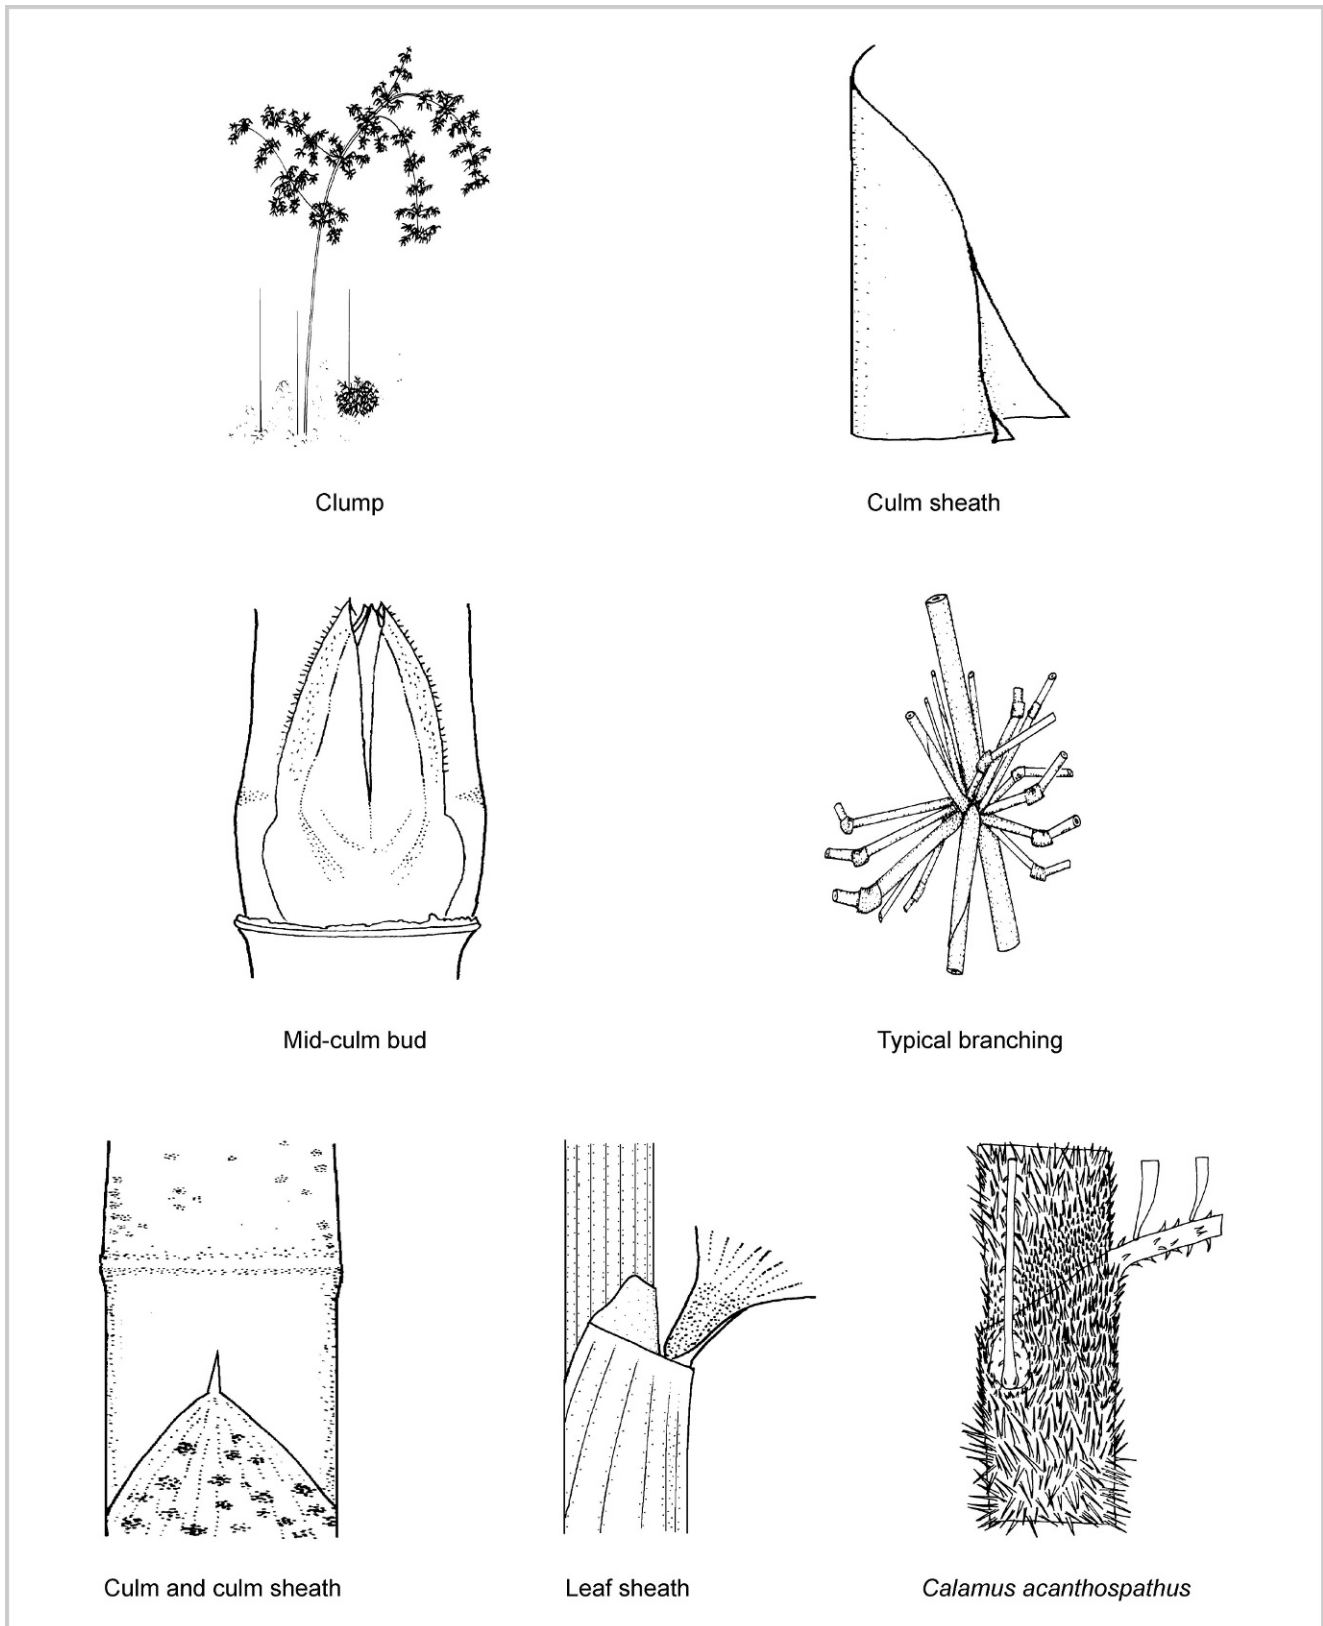 Clump
Culm sheath
Mid-culm bud
Typical branching
Culm and culm sheath
Leaf sheath
Calamus acanthospathus